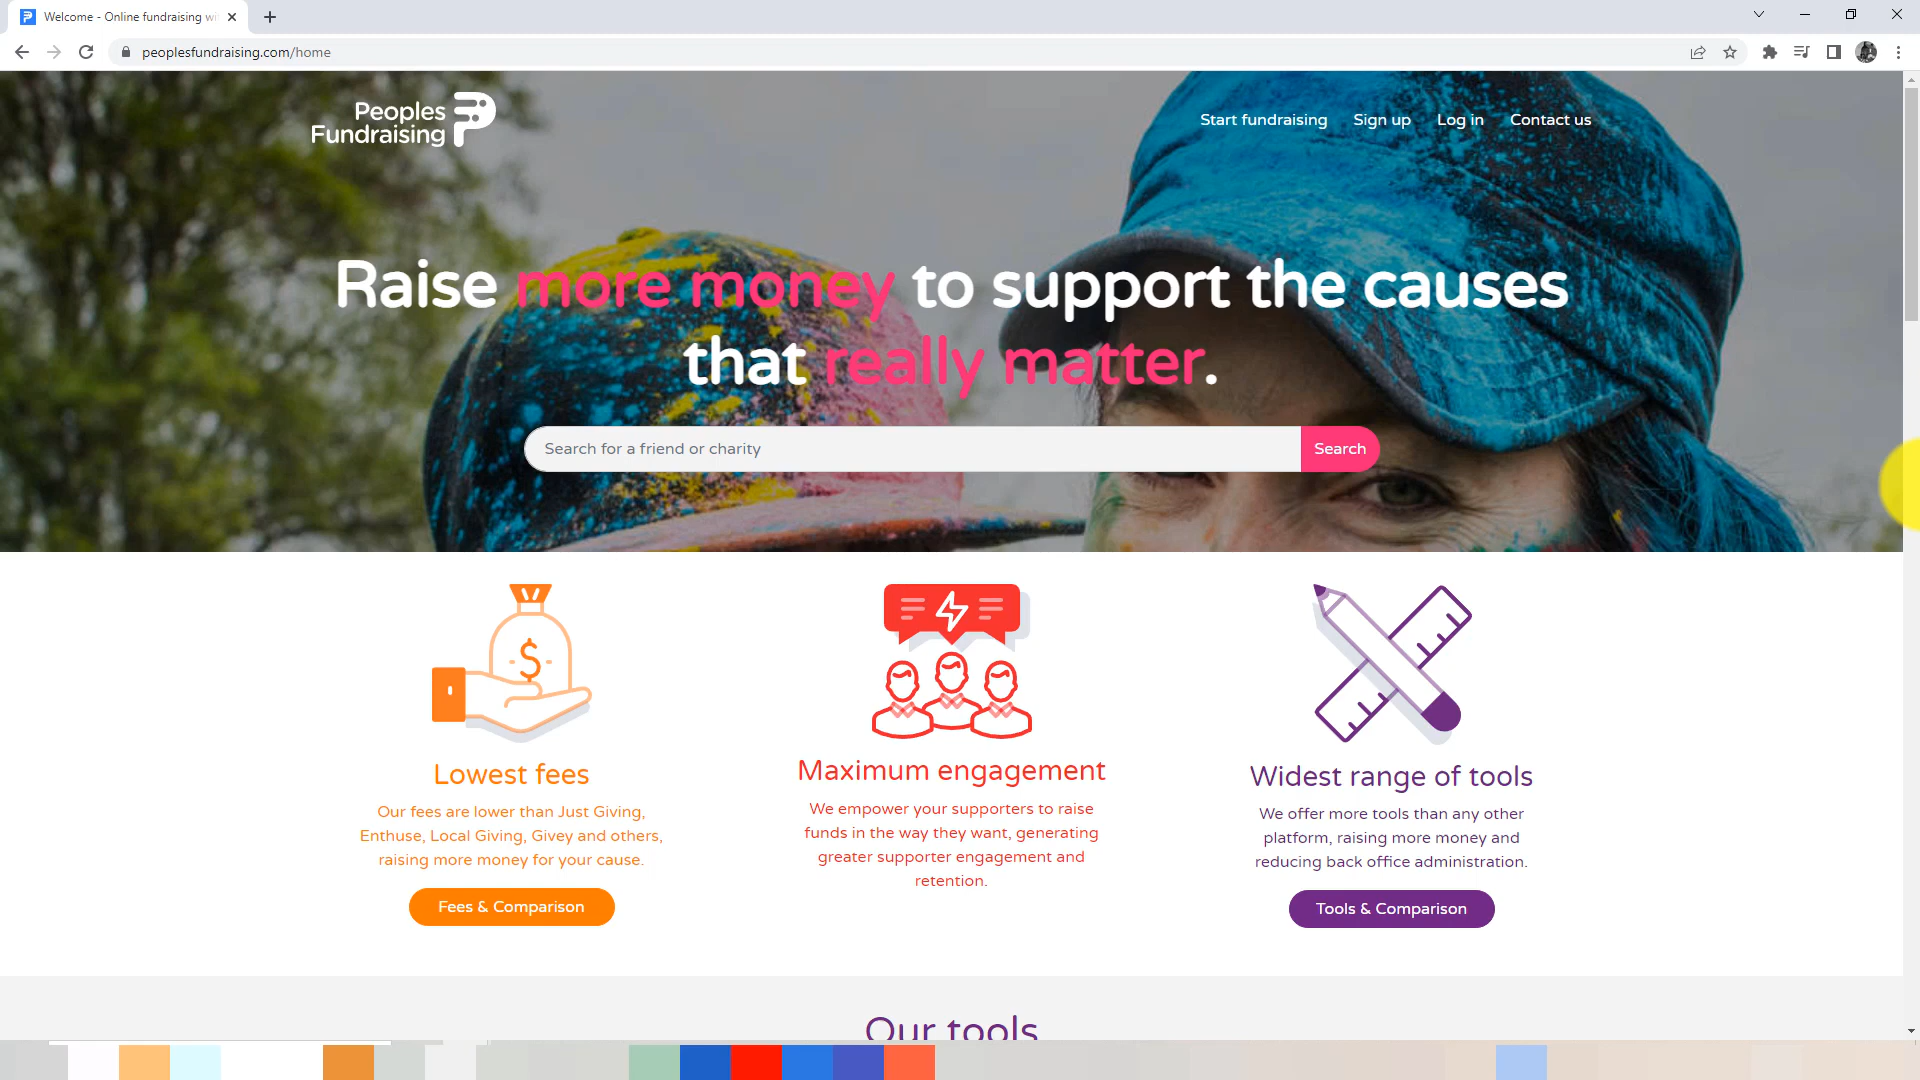 Welcome - Online fundraising wi
peoplesfundraising.com/home
Peoples
Fundraising
Start fundraising Sign up Log in Contact us
Raise more money to support the causes
that really matter.
Search for a friend or charity Search
Lowest fees
Our fees are lower than Just Giving,
Enthuse, Local Giving, Givey and others,
raising more money for your cause.
Fees & Comparison
Maximum engagement
We empower your supporters to raise
funds in the way they want, generating
greater supporter engagement and
retention.
Widest range of tools
We offer more tools than any other
platform, raising more money and
reducing back office administration.
Tools & Comparison
Our tools